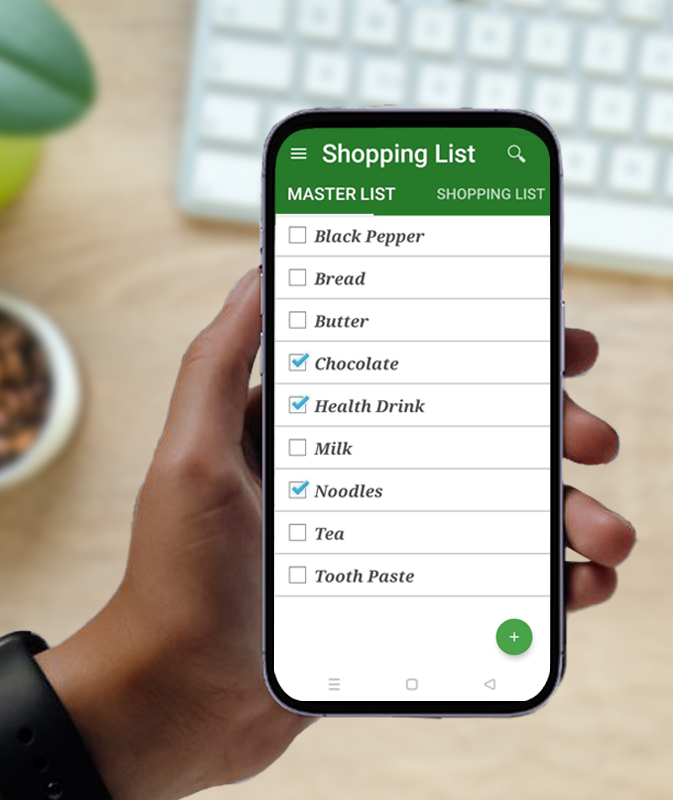 Shopping List
MASTER LIST SHOPPING LIST
Black Pepper
Bread
Butter
Chocolate
Health Drink
Milk
Noodles
Tea
Tooth Paste
+